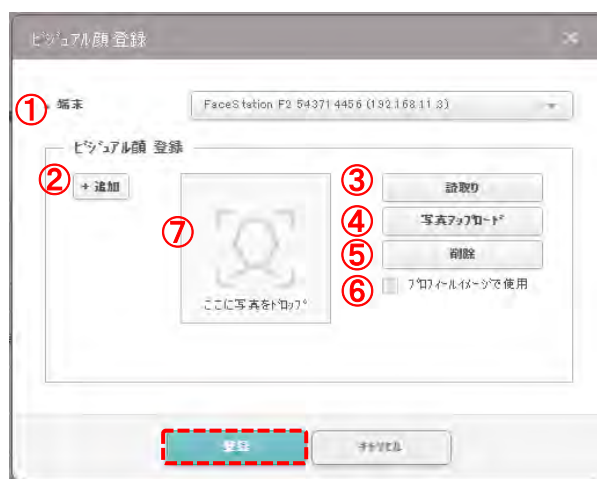 ビジュアル顔 登録
① 端末 FaceStation F2 543714456 (192.168.11.3)
ビジュアル顔 登録
② + 追加
③ 読取り
④ 写真アップロード
⑤ 削除
⑥ プロフィールイメージで使用
⑦
ここに写真をドロップ
登録 キャンセル